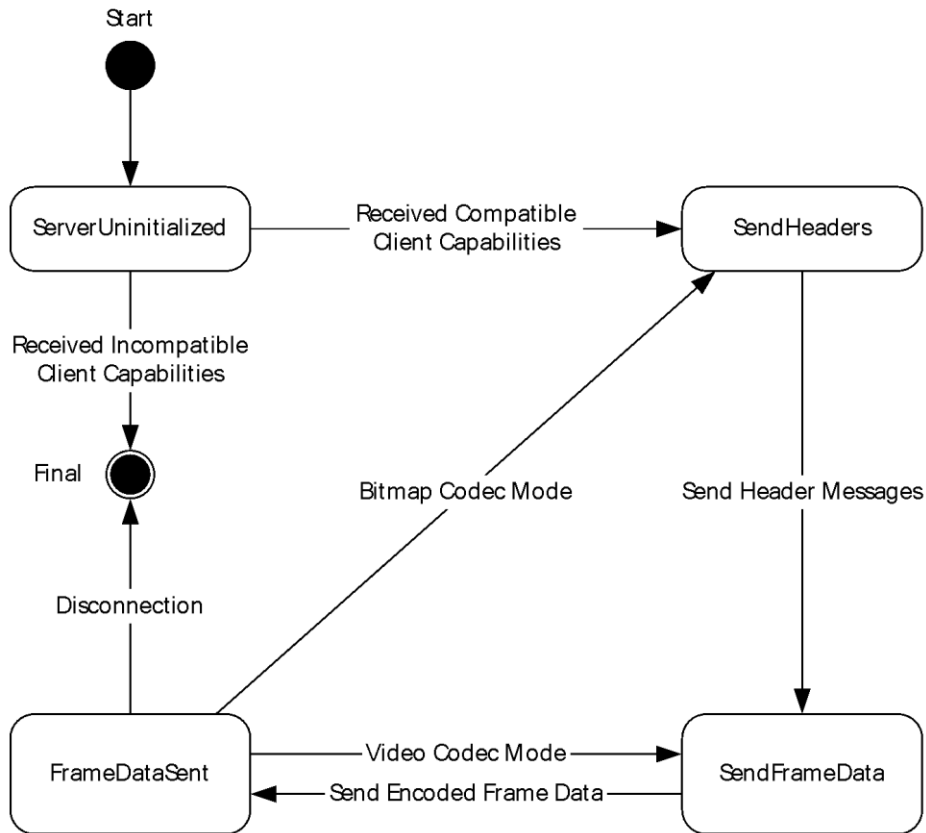 Start
ServerUninitialized
Received Compatible
Client Capabilities
SendHeaders
Received Incompatible
Client Capabilities
Final
Bitmap Codec Mode
Send Header Messages
Disconnection
FrameDataSent
Video Codec Mode
Send Encoded Frame Data
SendFrameData